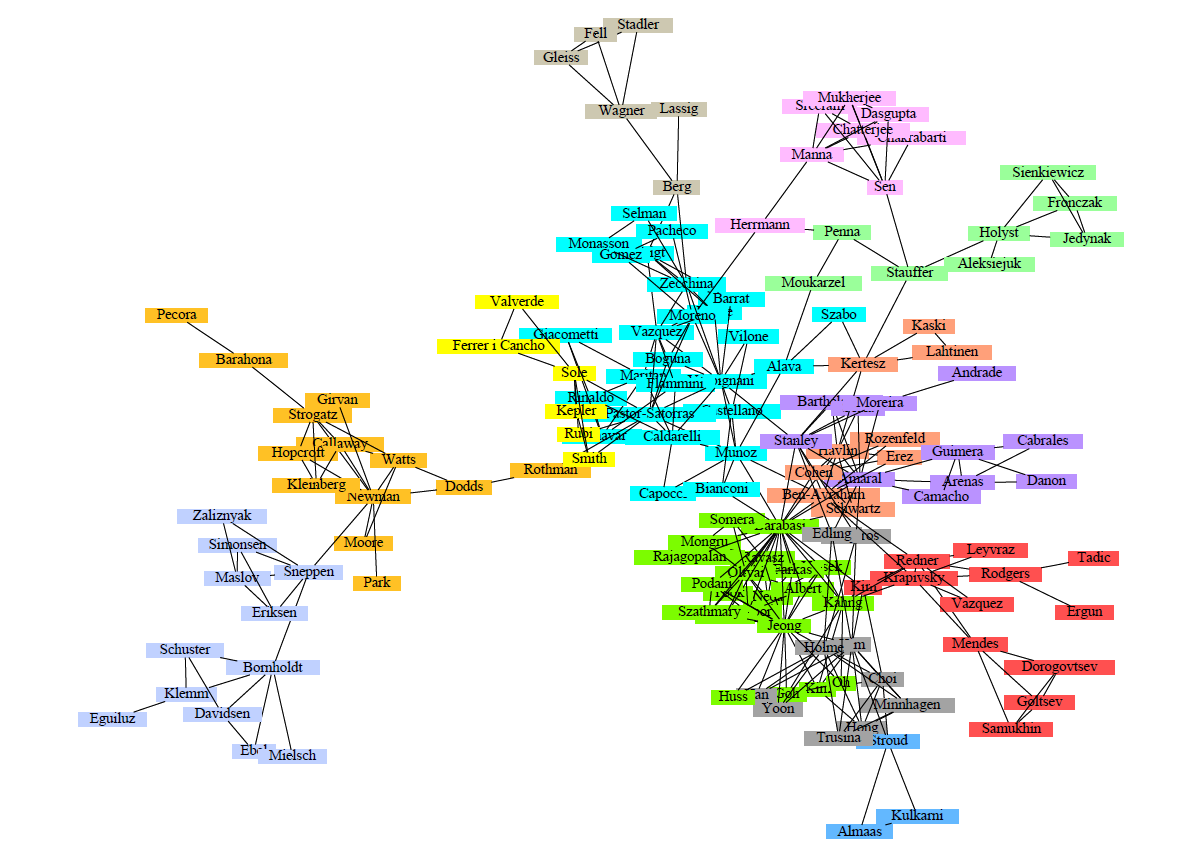 Stadler
Fell
Gleiss
Wagner
Lassig
Mukherjee
Dasgupta
Chatterjee
Chakrabarti
Manna
Sienkiewicz
Berg
Sen
Fronczak
Selman
Herrmann
Penna
Holyst
Jedynak
Pacheco
Monasson
Gomez
Aleksiejuk
Stauffer
Zecchina
Moukarzel
Valverde
Barrat
Pecora
Moreno
Szabo
Kaski
Giacometti
Vazquez
Vilone
Ferrer i Cancho
Lahtinen
Barahona
Boguna
Kertesz
Alava
Sole
Andrade
Flammini
Girvan
Rinaldo
Moreira
Strogatz
Kepler
Pastor-Satorras
Castellano
Rubi
Caldarelli
Stanley
Rozenfeld
Cabrales
Callaway
Hopcroft
Watts
Munoz
Havlin
Guimera
Smith
Erez
Rothman
Cohen
Amaral
Kleinberg
Dodds
Capocci
Bianconi
Arenas
Danon
Newman
Ben-Avraham
Camacho
Schwartz
Zaliznyak
Somera
Barabasi
Edling
Simonsen
Moore
Mongru
Rajagopalan
Leyvraz
Redner
Tadic
Sneppen
Maslov
Park
Podani
Oltvai
Farkas
Albert
Kim
Krapivsky
Rodgers
Eriksen
Szathmary
Kahng
Vazquez
Ergun
Jeong
Schuster
Holme
Mendes
Bornholdt
Dorogovtsev
Klemm
Huss
Goh
Kim
Oh
Choi
Eguiluz
Davidsen
Yoon
Minnhagen
Goltsev
Hong
Samukhin
Trusina
Stroud
Mielsch
Kulkarni
Almaas